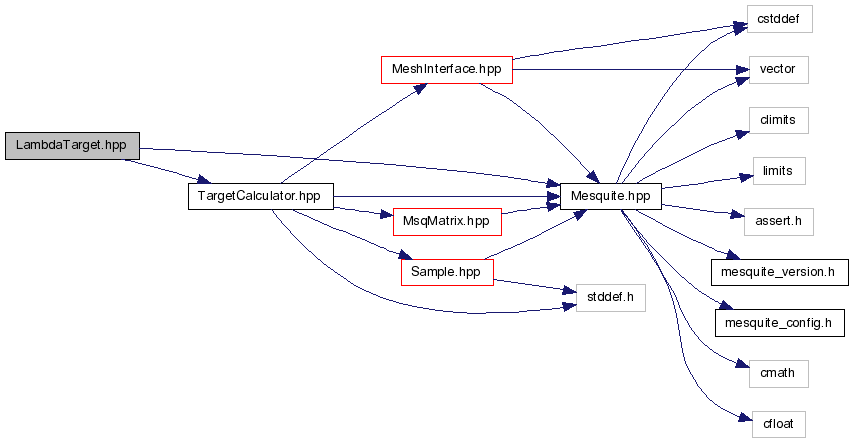 cstddef
MeshInterface.hpp
vector
climits
LambdaTarget.hpp
limits
TargetCalculator.hpp
Mesquite.hpp
MsqMatrix.hpp
assert.h
Sample.hpp
mesquite_version.h
stddef.h
mesquite_config.h
cmath
cfloat